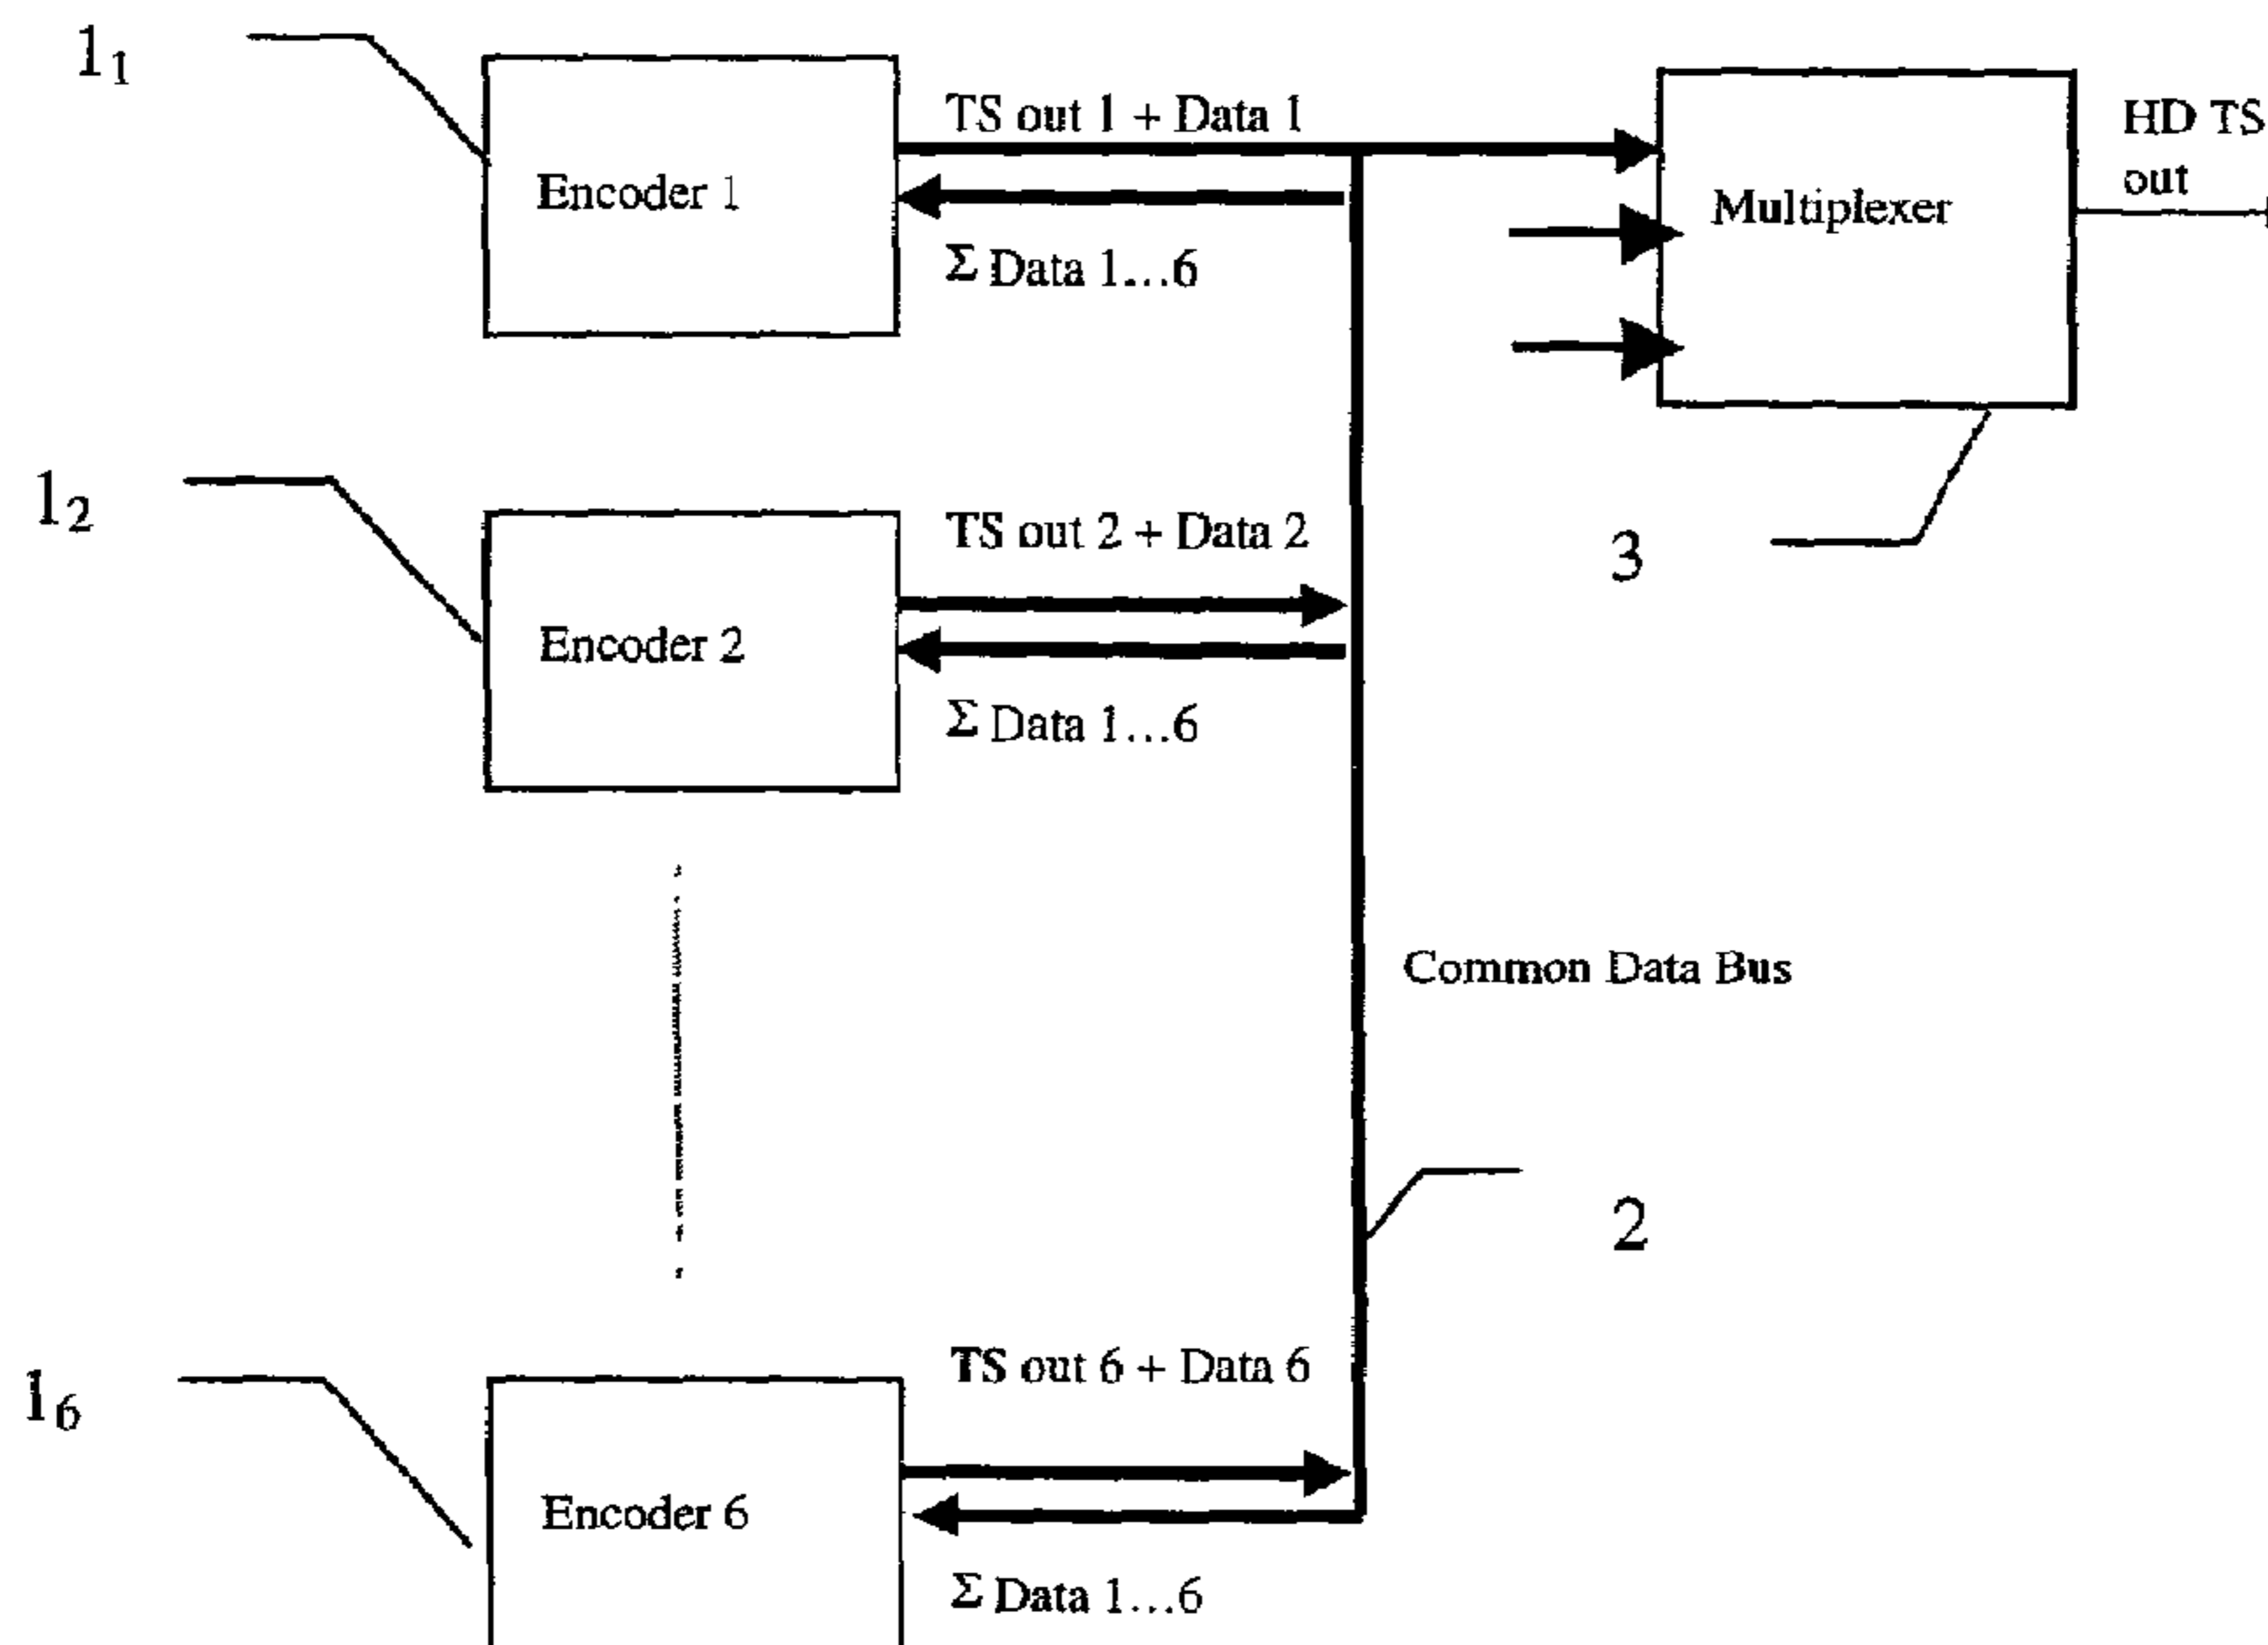 1₁
Encoder 1
TS out 1 + Data 1
Σ Data 1...6
Multiplexer
HD TS
out
3
1₂
Encoder 2
TS out 2 + Data 2
Σ Data 1...6
Common Data Bus
2
1₆
Encoder 6
TS out 6 + Data 6
Σ Data 1...6